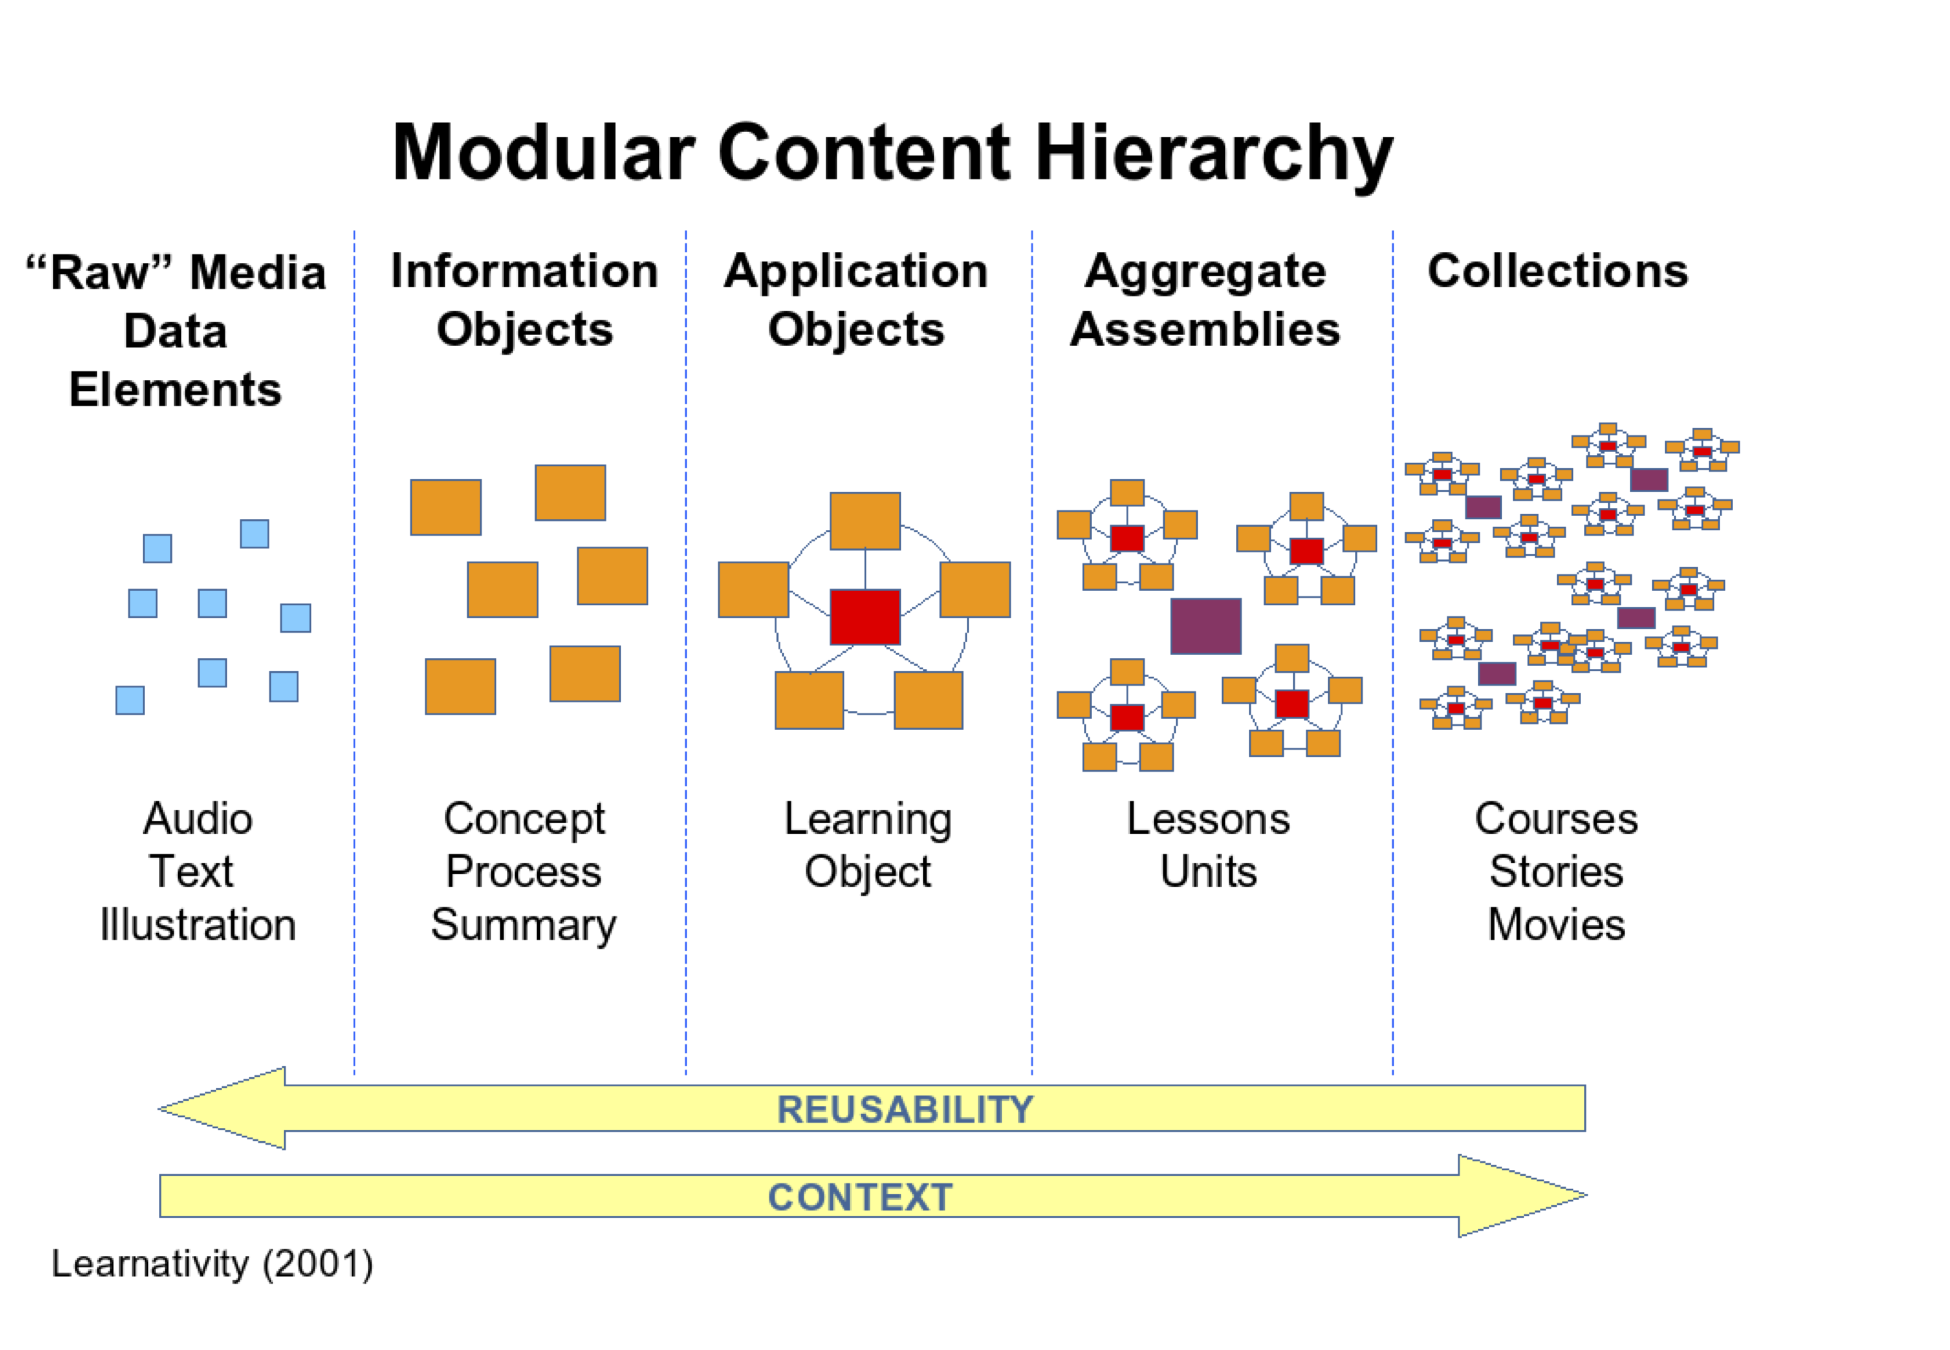 Modular Content Hierarchy
“Raw” Media
Data
Elements
Information
Objects
Application
Objects
Aggregate
Assemblies
Collections
Audio
Text
Illustration
Concept
Process
Summary
Learning
Object
Lessons
Units
Courses
Stories
Movies
REUSABILITY
CONTEXT
Learnativity (2001)